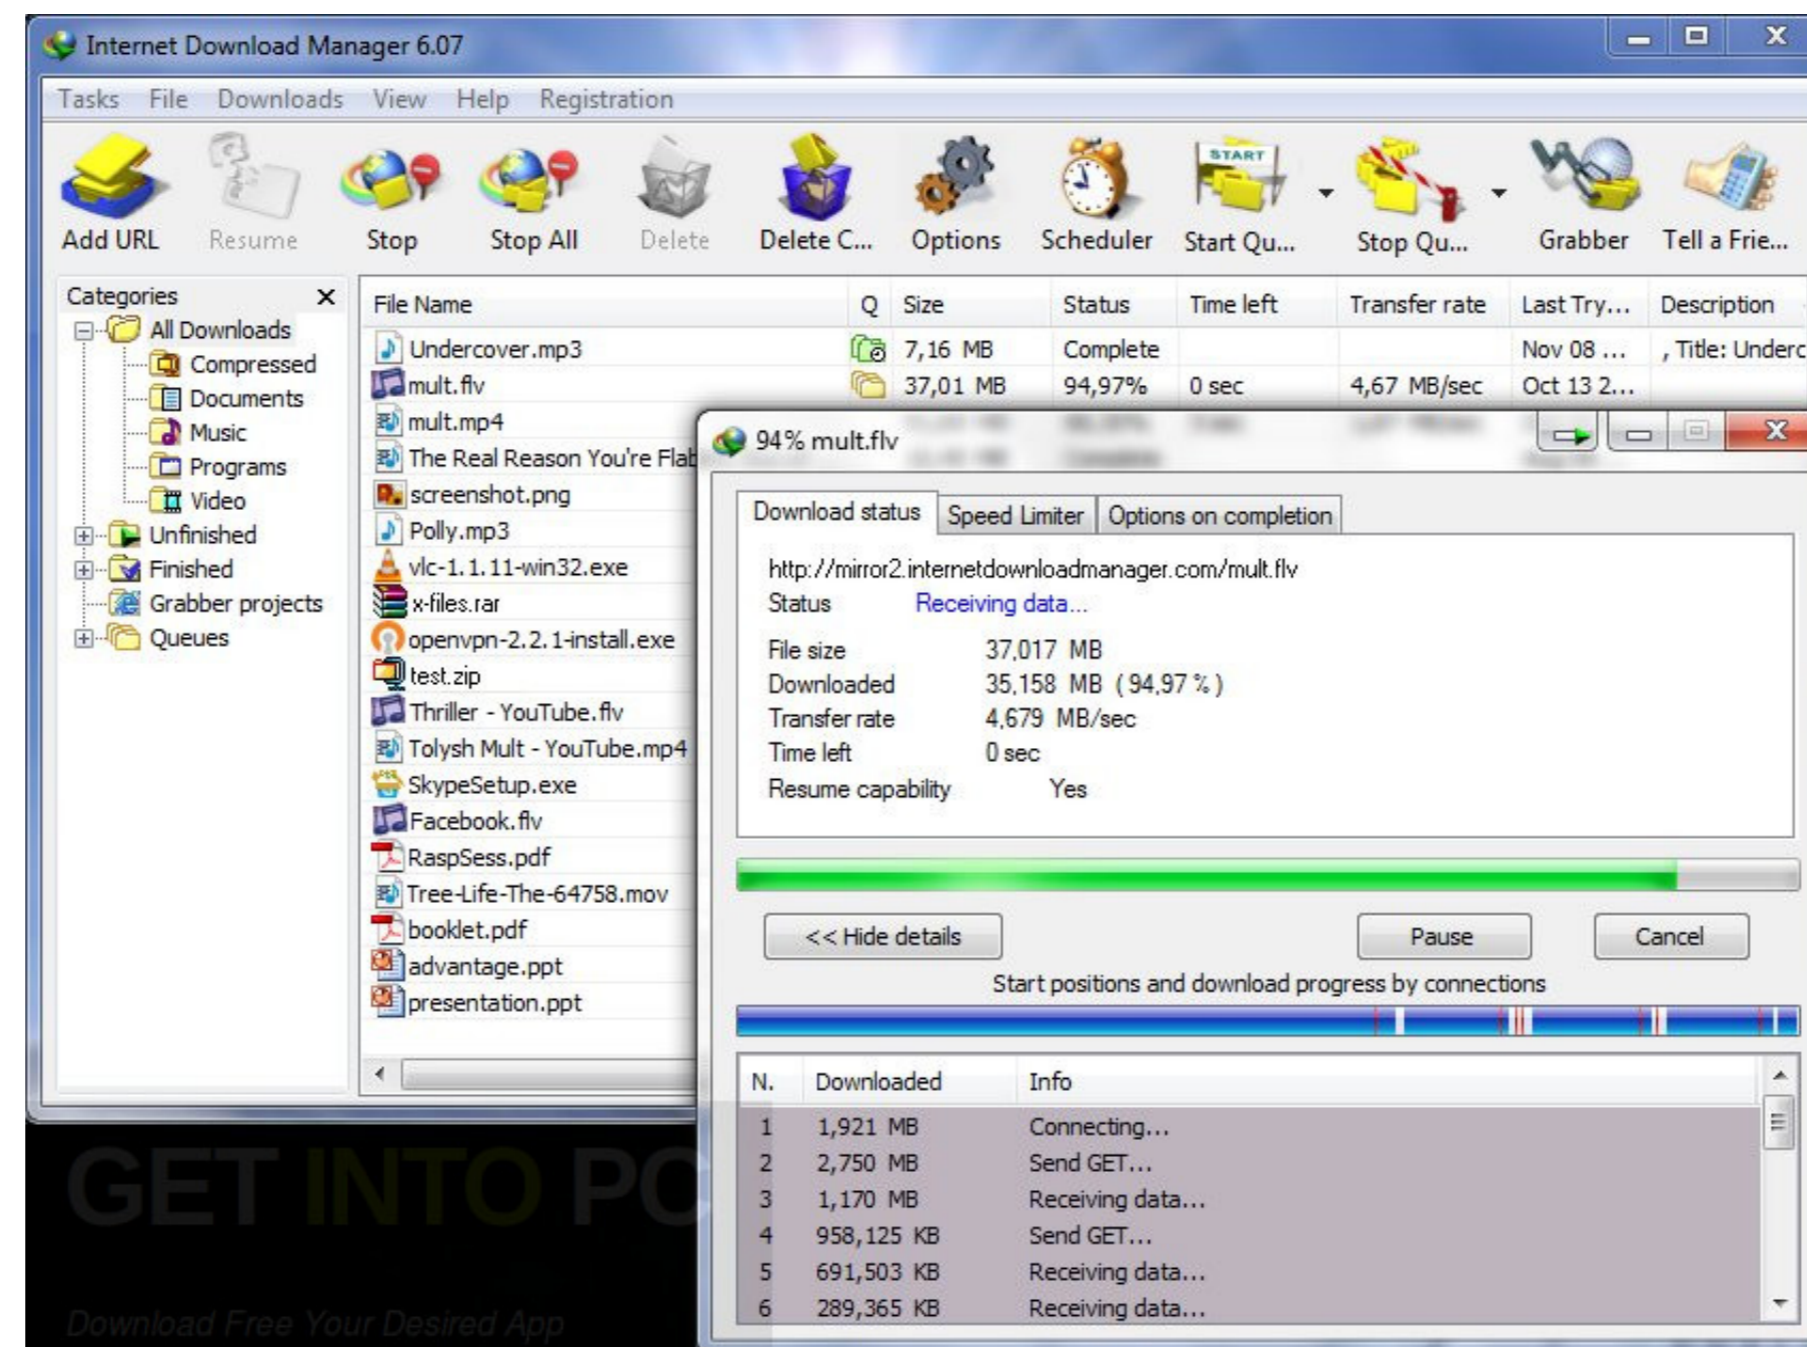 Internet Download Manager 6.07
Tasks File Downloads View Help Registration
Add URL Resume Stop Stop All Delete Delete C... Options Scheduler Start Qu... Stop Qu... Grabber Tell a Frie...
START
Categories
All Downloads
Compressed
Documents
Music
Programs
Video
Unfinished
Finished
Grabber projects
Queues
File Name Q Size Status Time left Transfer rate Last Try... Description
Undercover.mp3 7,16 MB Complete Nov 08 ... , Title: Underc
mult.flv 37,01 MB 94,97% 0 sec 4,67 MB/sec Oct 13 2...
mult.mp4
The Real Reason You're Flab
screenshot.png
Polly.mp3
vlc-1.1.11-win32.exe
x-files.rar
openvpn-2.2.1-install.exe
test.zip
Thriller - YouTube.flv
Tolysh Mult - YouTube.mp4
SkypeSetup.exe
Facebook.flv
RaspSess.pdf
Tree-Life-The-64758.mov
booklet.pdf
advantage.ppt
presentation.ppt
94% mult.flv
Download status Speed Limiter Options on completion
http://mirror2.internetdownloadmanager.com/mult.flv
Status Receiving data...
File size 37,017 MB
Downloaded 35,158 MB ( 94,97 % )
Transfer rate 4,679 MB/sec
Time left 0 sec
Resume capability Yes
<< Hide details Pause Cancel
Start positions and download progress by connections
N. Downloaded Info
1 1,921 MB Connecting...
2 2,750 MB Send GET...
3 1,170 MB Receiving data...
4 958,125 KB Send GET...
5 691,503 KB Receiving data...
6 289,365 KB Receiving data...
GET INTO PC
Download Free Your Desired App